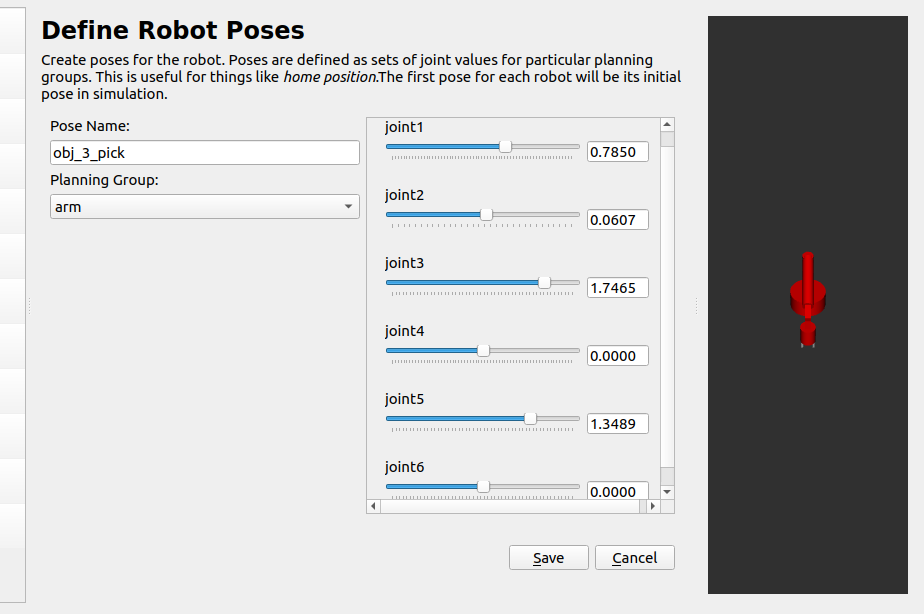 Define Robot Poses
Create poses for the robot. Poses are defined as sets of joint values for particular planning
groups. This is useful for things like home position.The first pose for each robot will be its initial
pose in simulation.
Pose Name:
obj_3_pick
Planning Group:
arm
joint1
0.7850
joint2
0.0607
joint3
1.7465
joint4
0.0000
joint5
1.3489
joint6
0.0000
Save
Cancel